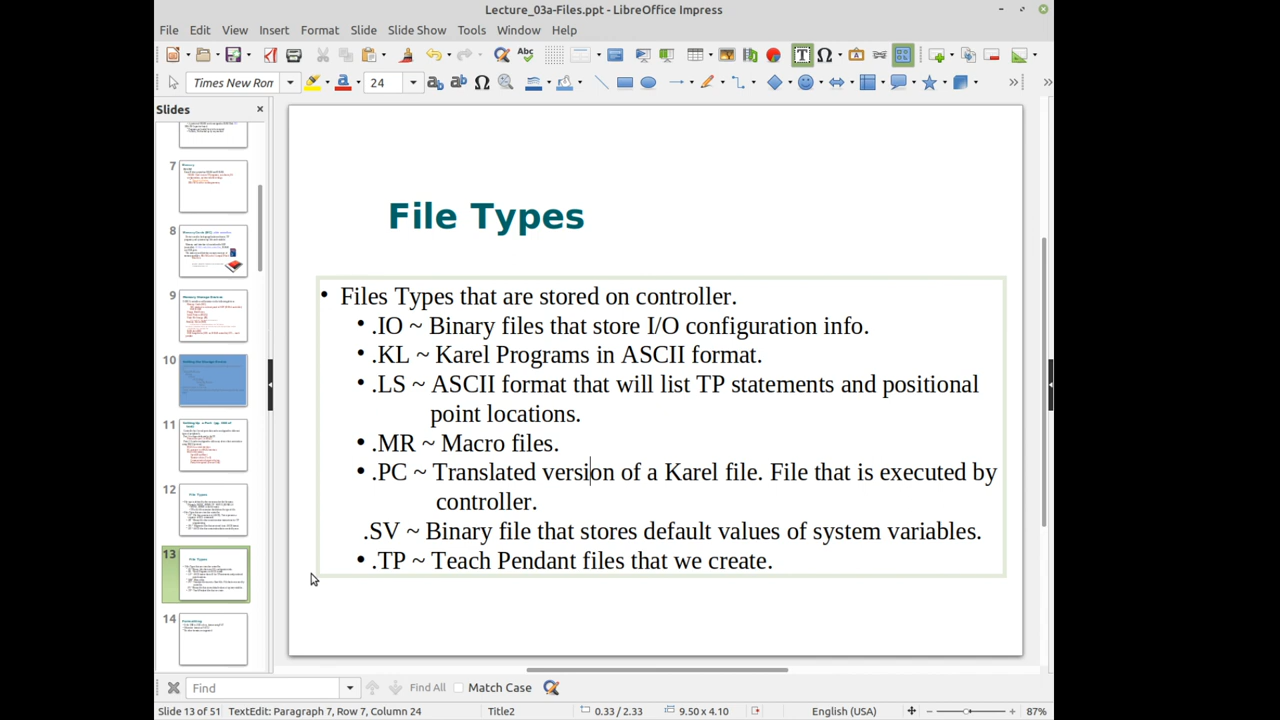 Lecture_03a-Files.ppt - LibreOffice Impress
File Edit View Insert Format Slide Slide Show Tools Window Help
Times New Ron 24
Slides
File Types
• Files Types that are stored on controller.
• .IO ~ Binary files that store I/O configuration info.
• .KL ~ Karel Programs in ASCII format.
• .LS ~ ASCII format that will list TP statements and positional
point locations.
• .MR ~ Macro files.
• .PC ~ Translated version of a Karel file. File that is executed by
controller.
.SV ~ Binary file that stores default values of system variables.
• .TP ~ Teach Pendant files that we create.
7
8
9
10
11
12
13
File Types
14
Find Find All Match Case
Slide 13 of 51 TextEdit: Paragraph 7, Row 7, Column 24 Title2 0.33 / 2.33 9.50 x 4.10 English (USA) 87%